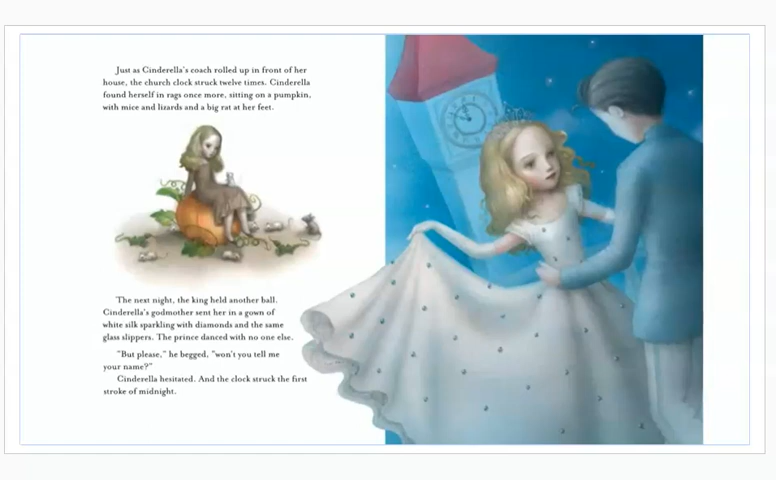 Just as Cinderella's coach rolled up in front of her
house, the church clock struck twelve times. Cinderella
found herself in rags once more, sitting on a pumpkin,
with mice and lizards and a big rat at her feet.
The next night, the king held another ball.
Cinderella's godmother sent her in a gown of
white silk sparkling with diamonds and the same
glass slippers. The prince danced with no one else.
"But please," he begged, "won't you tell me
your name?"
Cinderella hesitated. And the clock struck the first
stroke of midnight.